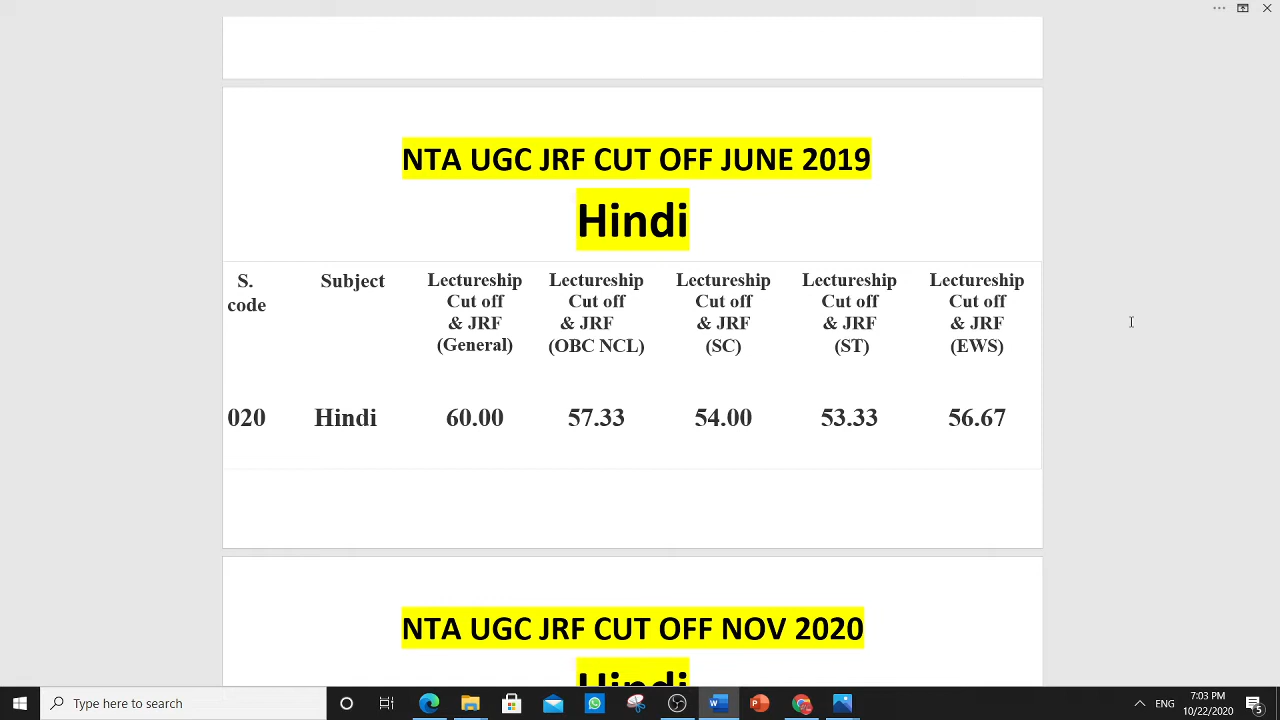 NTA UGC JRF CUT OFF JUNE 2019
Hindi
S. code Subject Lectureship Cut off & JRF (General) Lectureship Cut off & JRF (OBC NCL) Lectureship Cut off & JRF (SC) Lectureship Cut off & JRF (ST) Lectureship Cut off & JRF (EWS)
020 Hindi 60.00 57.33 54.00 53.33 56.67
NTA UGC JRF CUT OFF NOV 2020
Hindi
Type here to search
ENG
7:03 PM
10/22/2020
5